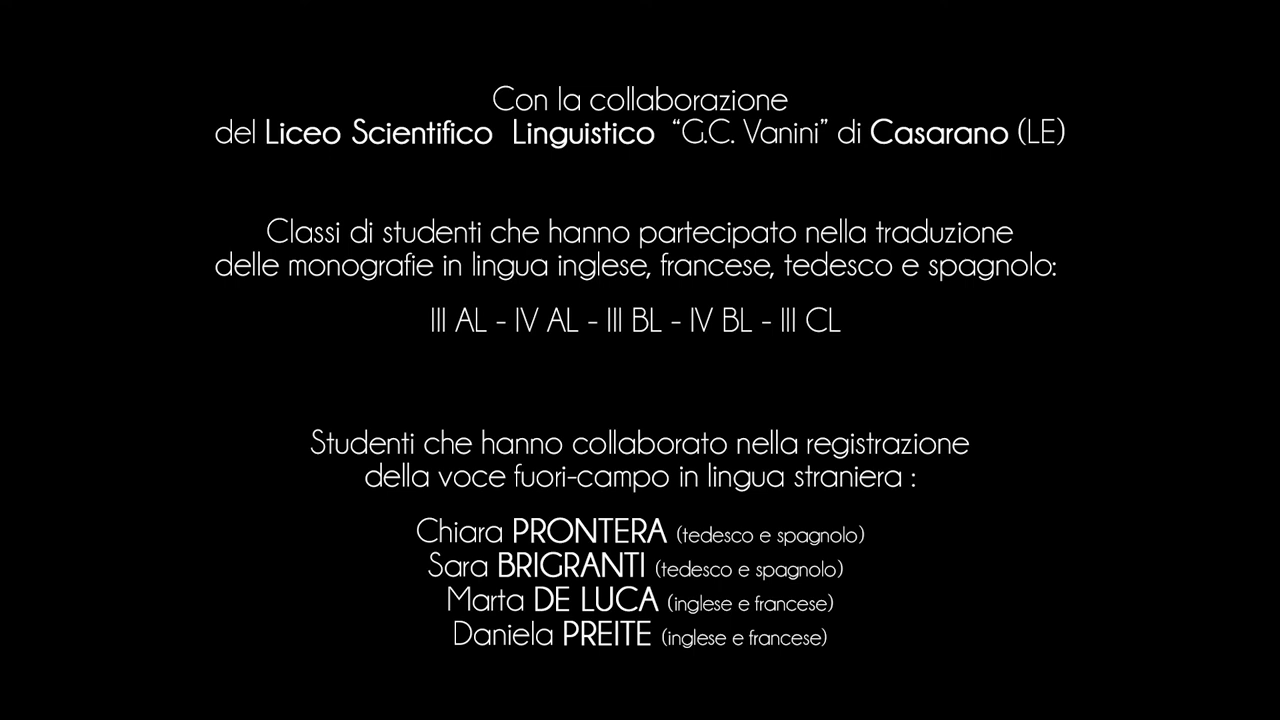 Con la collaborazione
del Liceo Scientifico Linguistico “G.C. Vanini” di Casarano (LE)
Classi di studenti che hanno partecipato nella traduzione
delle monografie in lingua inglese, francese, tedesco e spagnolo:
III AL - IV AL - III BL - IV BL - III CL
Studenti che hanno collaborato nella registrazione
della voce fuori-campo in lingua straniera :
Chiara PRONTERA (tedesco e spagnolo)
Sara BRIGRANTI (tedesco e spagnolo)
Marta DE LUCA (inglese e francese)
Daniela PREITE (inglese e francese)